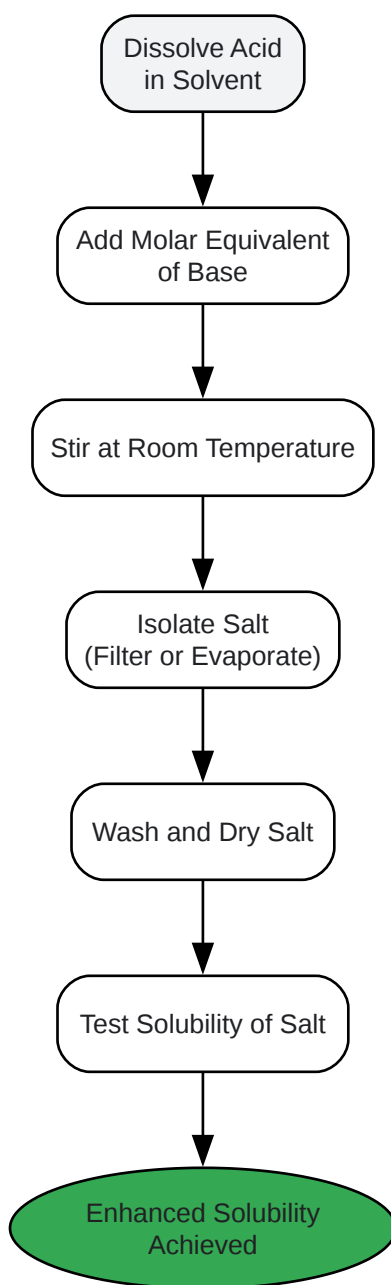 Dissolve Acid
in Solvent
Add Molar Equivalent
of Base
Stir at Room Temperature
Isolate Salt
(Filter or Evaporate)
Wash and Dry Salt
Test Solubility of Salt
Enhanced Solubility
Achieved